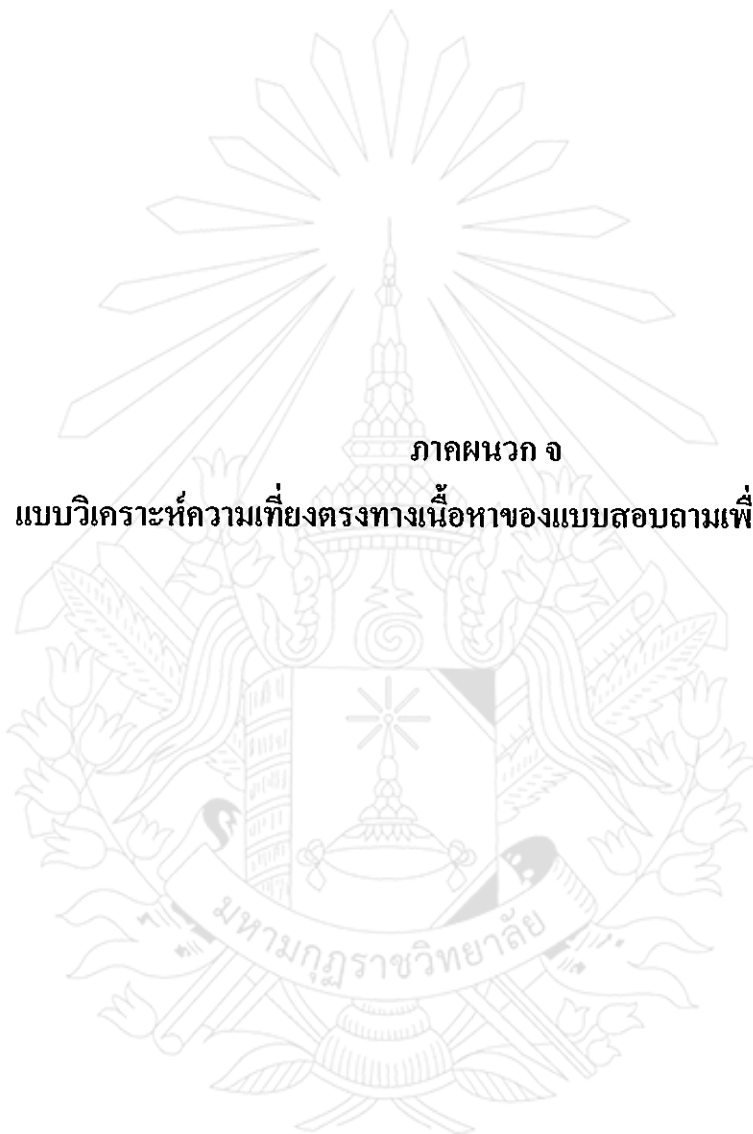 ภาคผนวก จ
แบบวิเคราะห์ความเที่ยงตรงทางเนื้อหาของแบบสอบถามเพื่
มหามกุฏราชวิทยาลัย